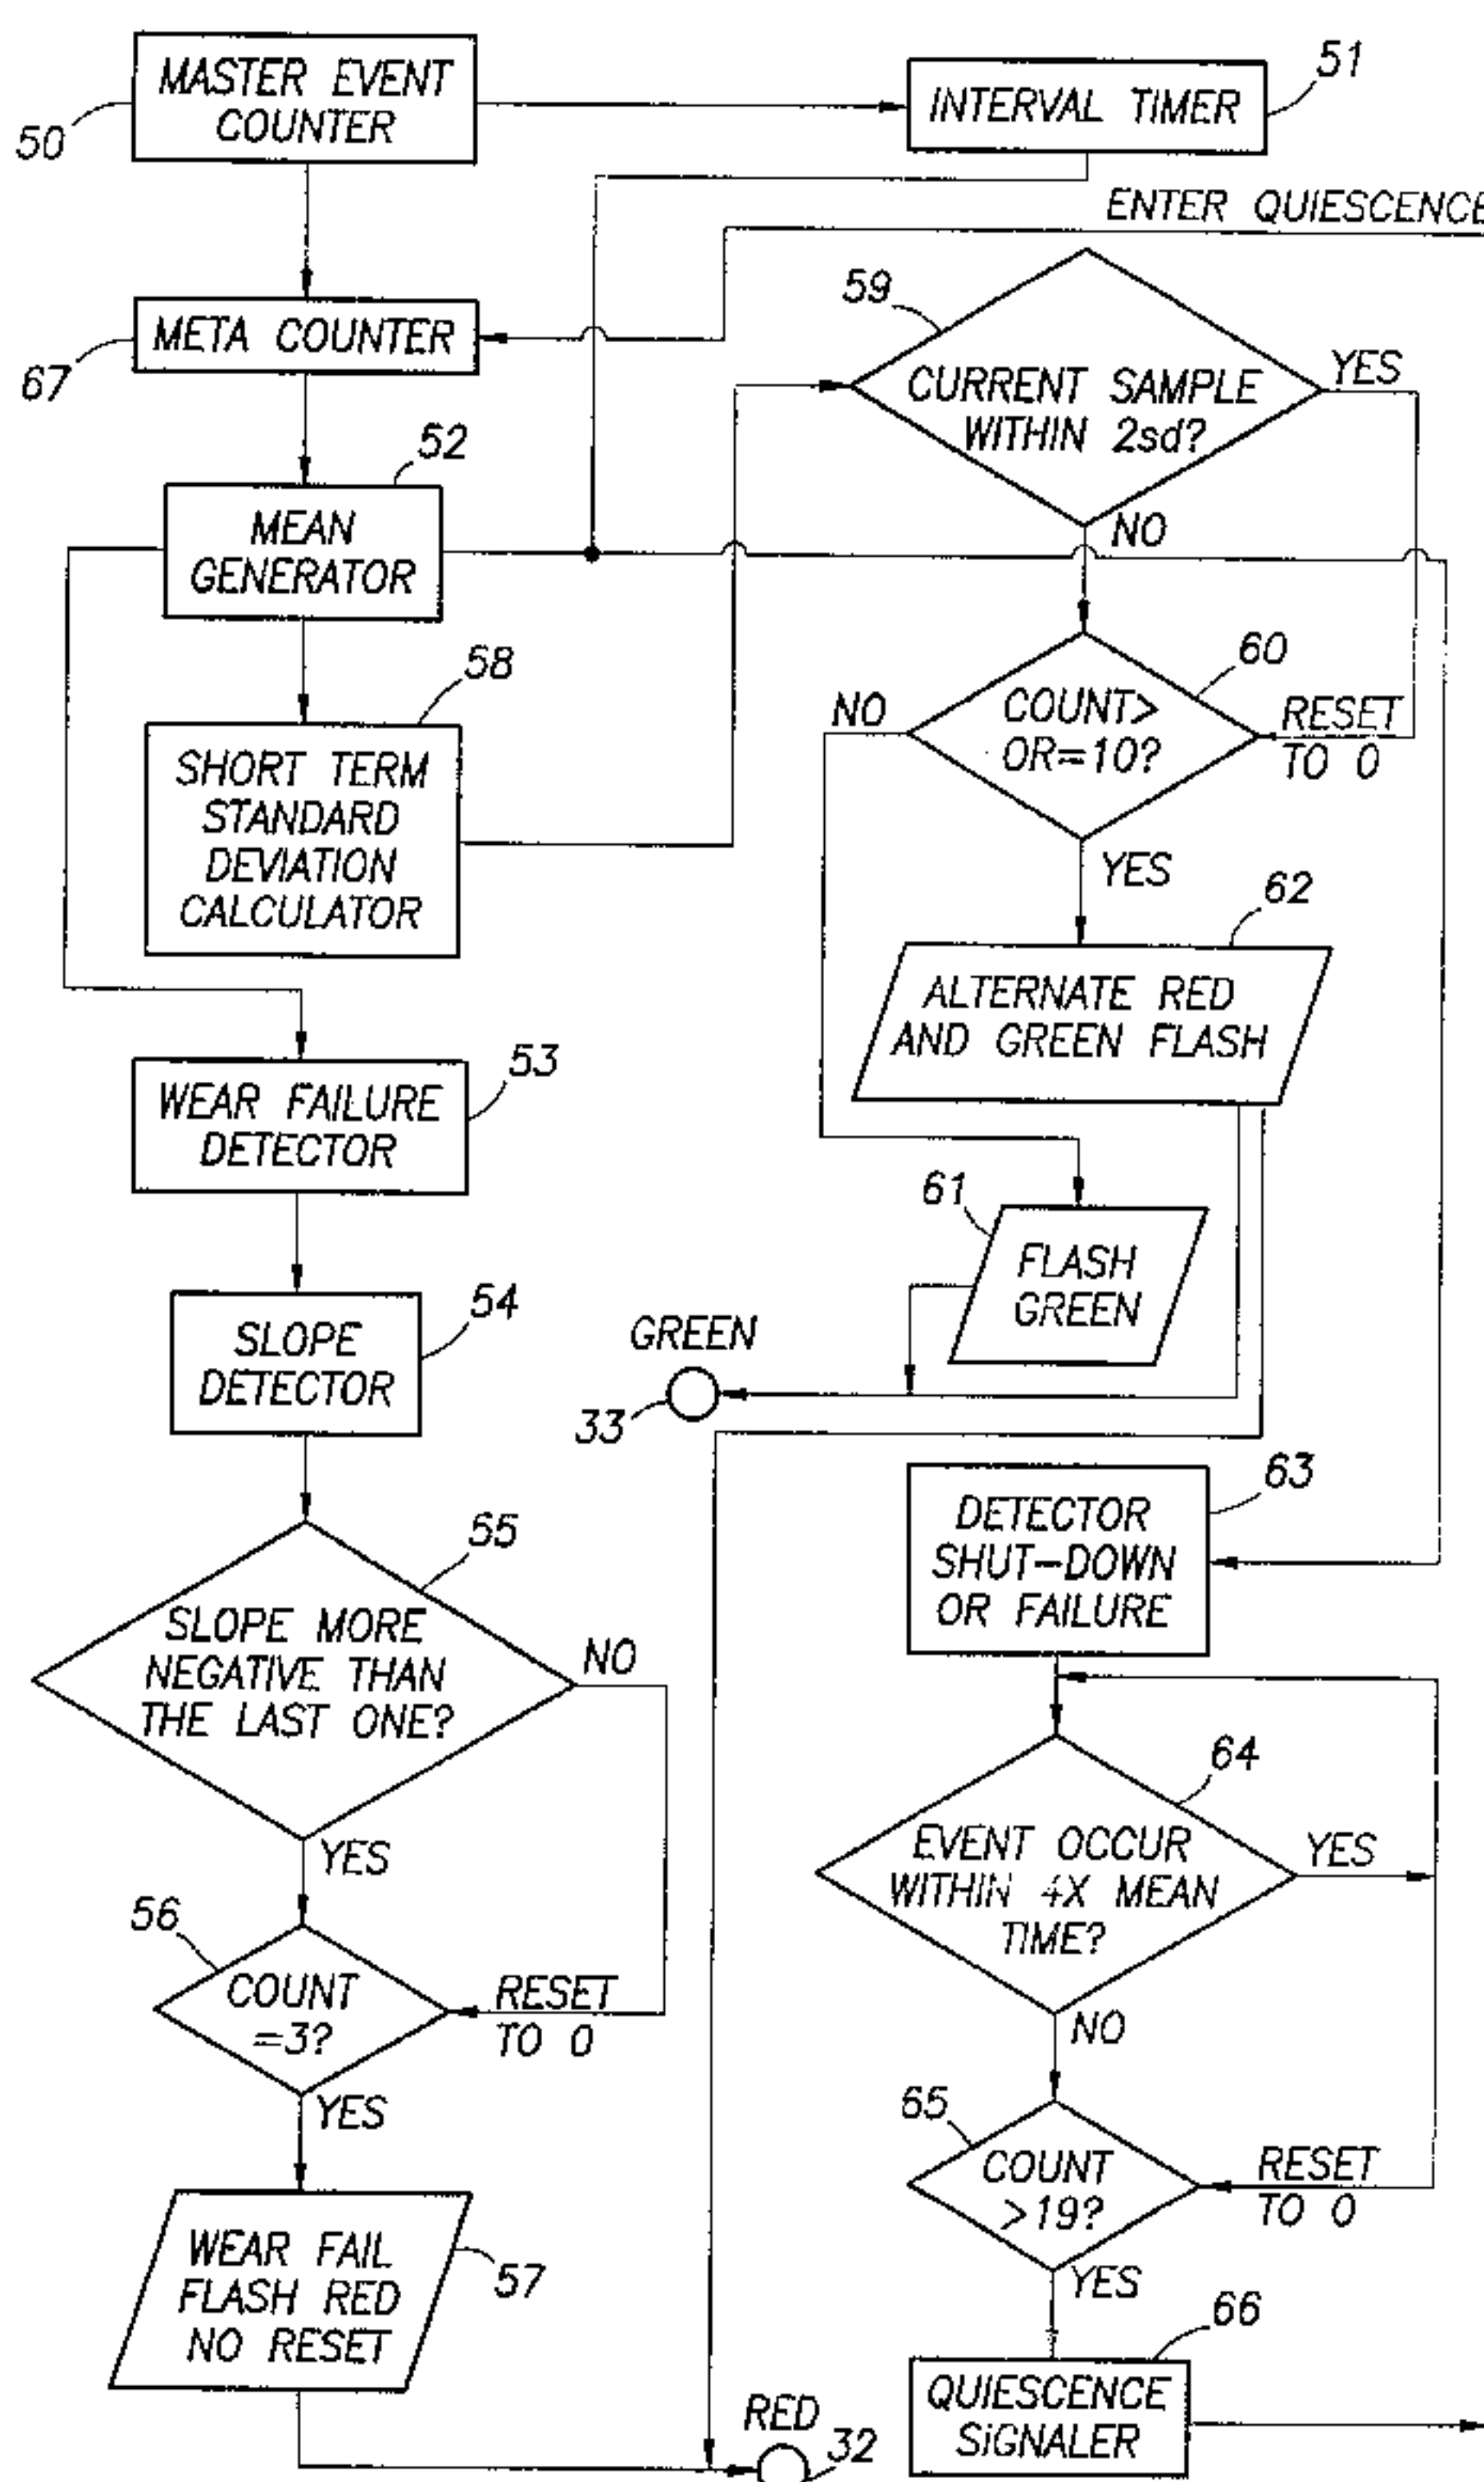 MASTER EVENT
COUNTER
50
INTERVAL TIMER
51
ENTER QUIESCENCE
META COUNTER
67
59
CURRENT SAMPLE
WITHIN 2sd?
YES
NO
MEAN
GENERATOR
52
SHORT TERM
STANDARD
DEVIATION
CALCULATOR
58
COUNT>
OR=10?
60
NO
RESET
TO 0
YES
ALTERNATE RED
AND GREEN FLASH
62
WEAR FAILURE
DETECTOR
53
61
FLASH
GREEN
SLOPE
DETECTOR
54
GREEN
33
DETECTOR
SHUT-DOWN
OR FAILURE
63
55
SLOPE MORE
NEGATIVE THAN
THE LAST ONE?
NO
YES
64
EVENT OCCUR
WITHIN 4X MEAN
TIME?
YES
NO
56
COUNT
=3?
RESET
TO 0
YES
65
COUNT
>19?
RESET
TO 0
YES
WEAR FAIL
FLASH RED
NO RESET
57
66
QUIESCENCE
SiGNALER
RED
32